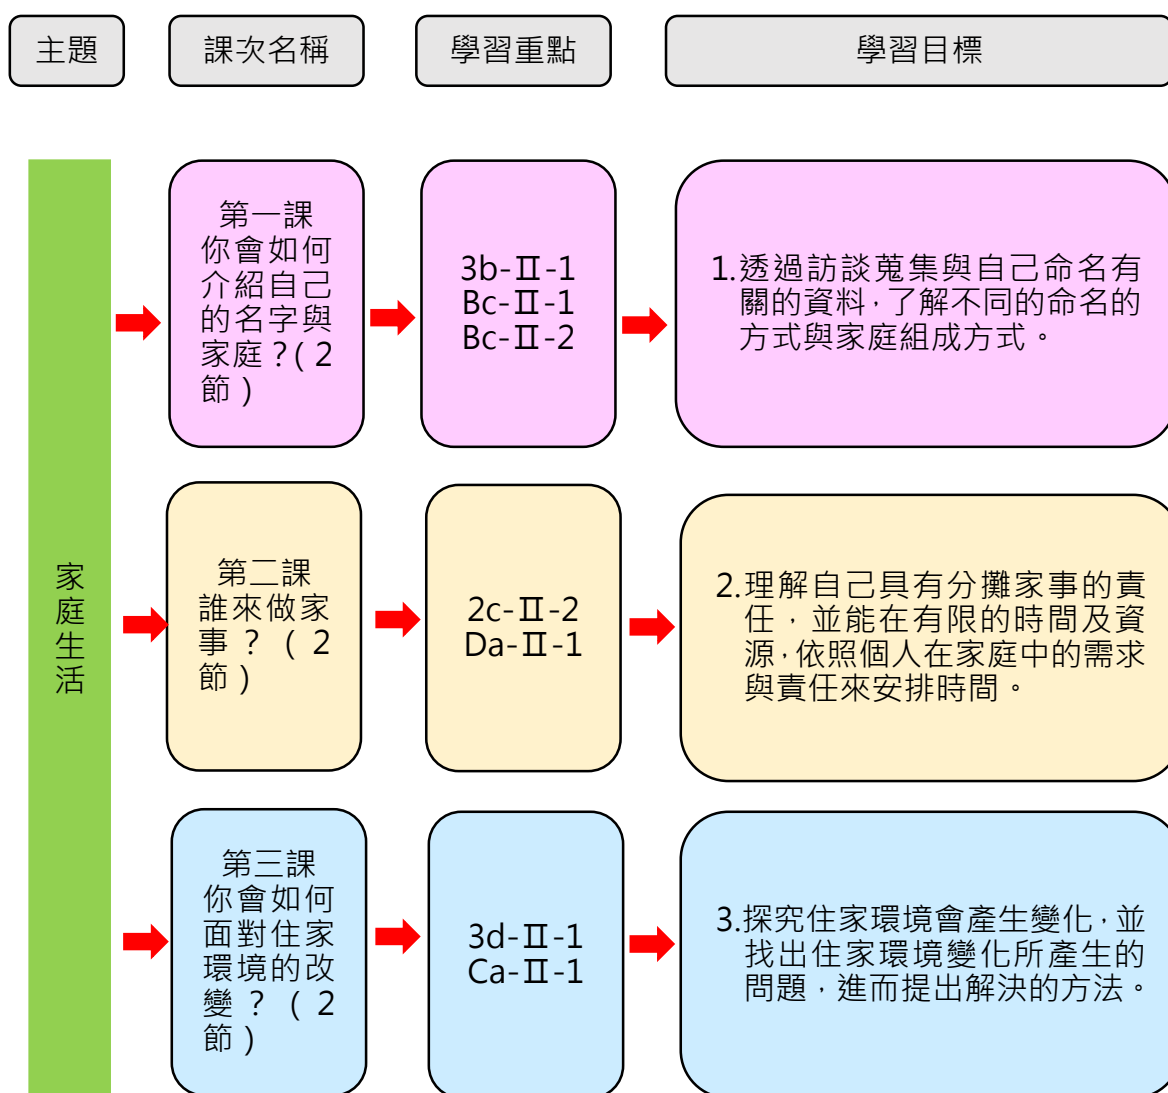 主題
課次名稱
學習重點
學習目標
家庭生活
第一課
你會如何
介紹自己
的名字與
家庭？(2
節)
3b-Ⅱ-1
Bc-Ⅱ-1
Bc-Ⅱ-2
1.透過訪談蒐集與自己命名有
關的資料，了解不同的命名的
方式與家庭組成方式。
第二課
誰來做家
事？(2
節)
2c-Ⅱ-2
Da-Ⅱ-1
2.理解自己具有分攤家事的責
任，並能在有限的時間及資
源，依照個人在家庭中的需求
與責任來安排時間。
第三課
你會如何
面對住家
環境的改
變？(2
節)
3d-Ⅱ-1
Ca-Ⅱ-1
3.探究住家環境會產生變化，並
找出住家環境變化所產生的
問題，進而提出解決的方法。